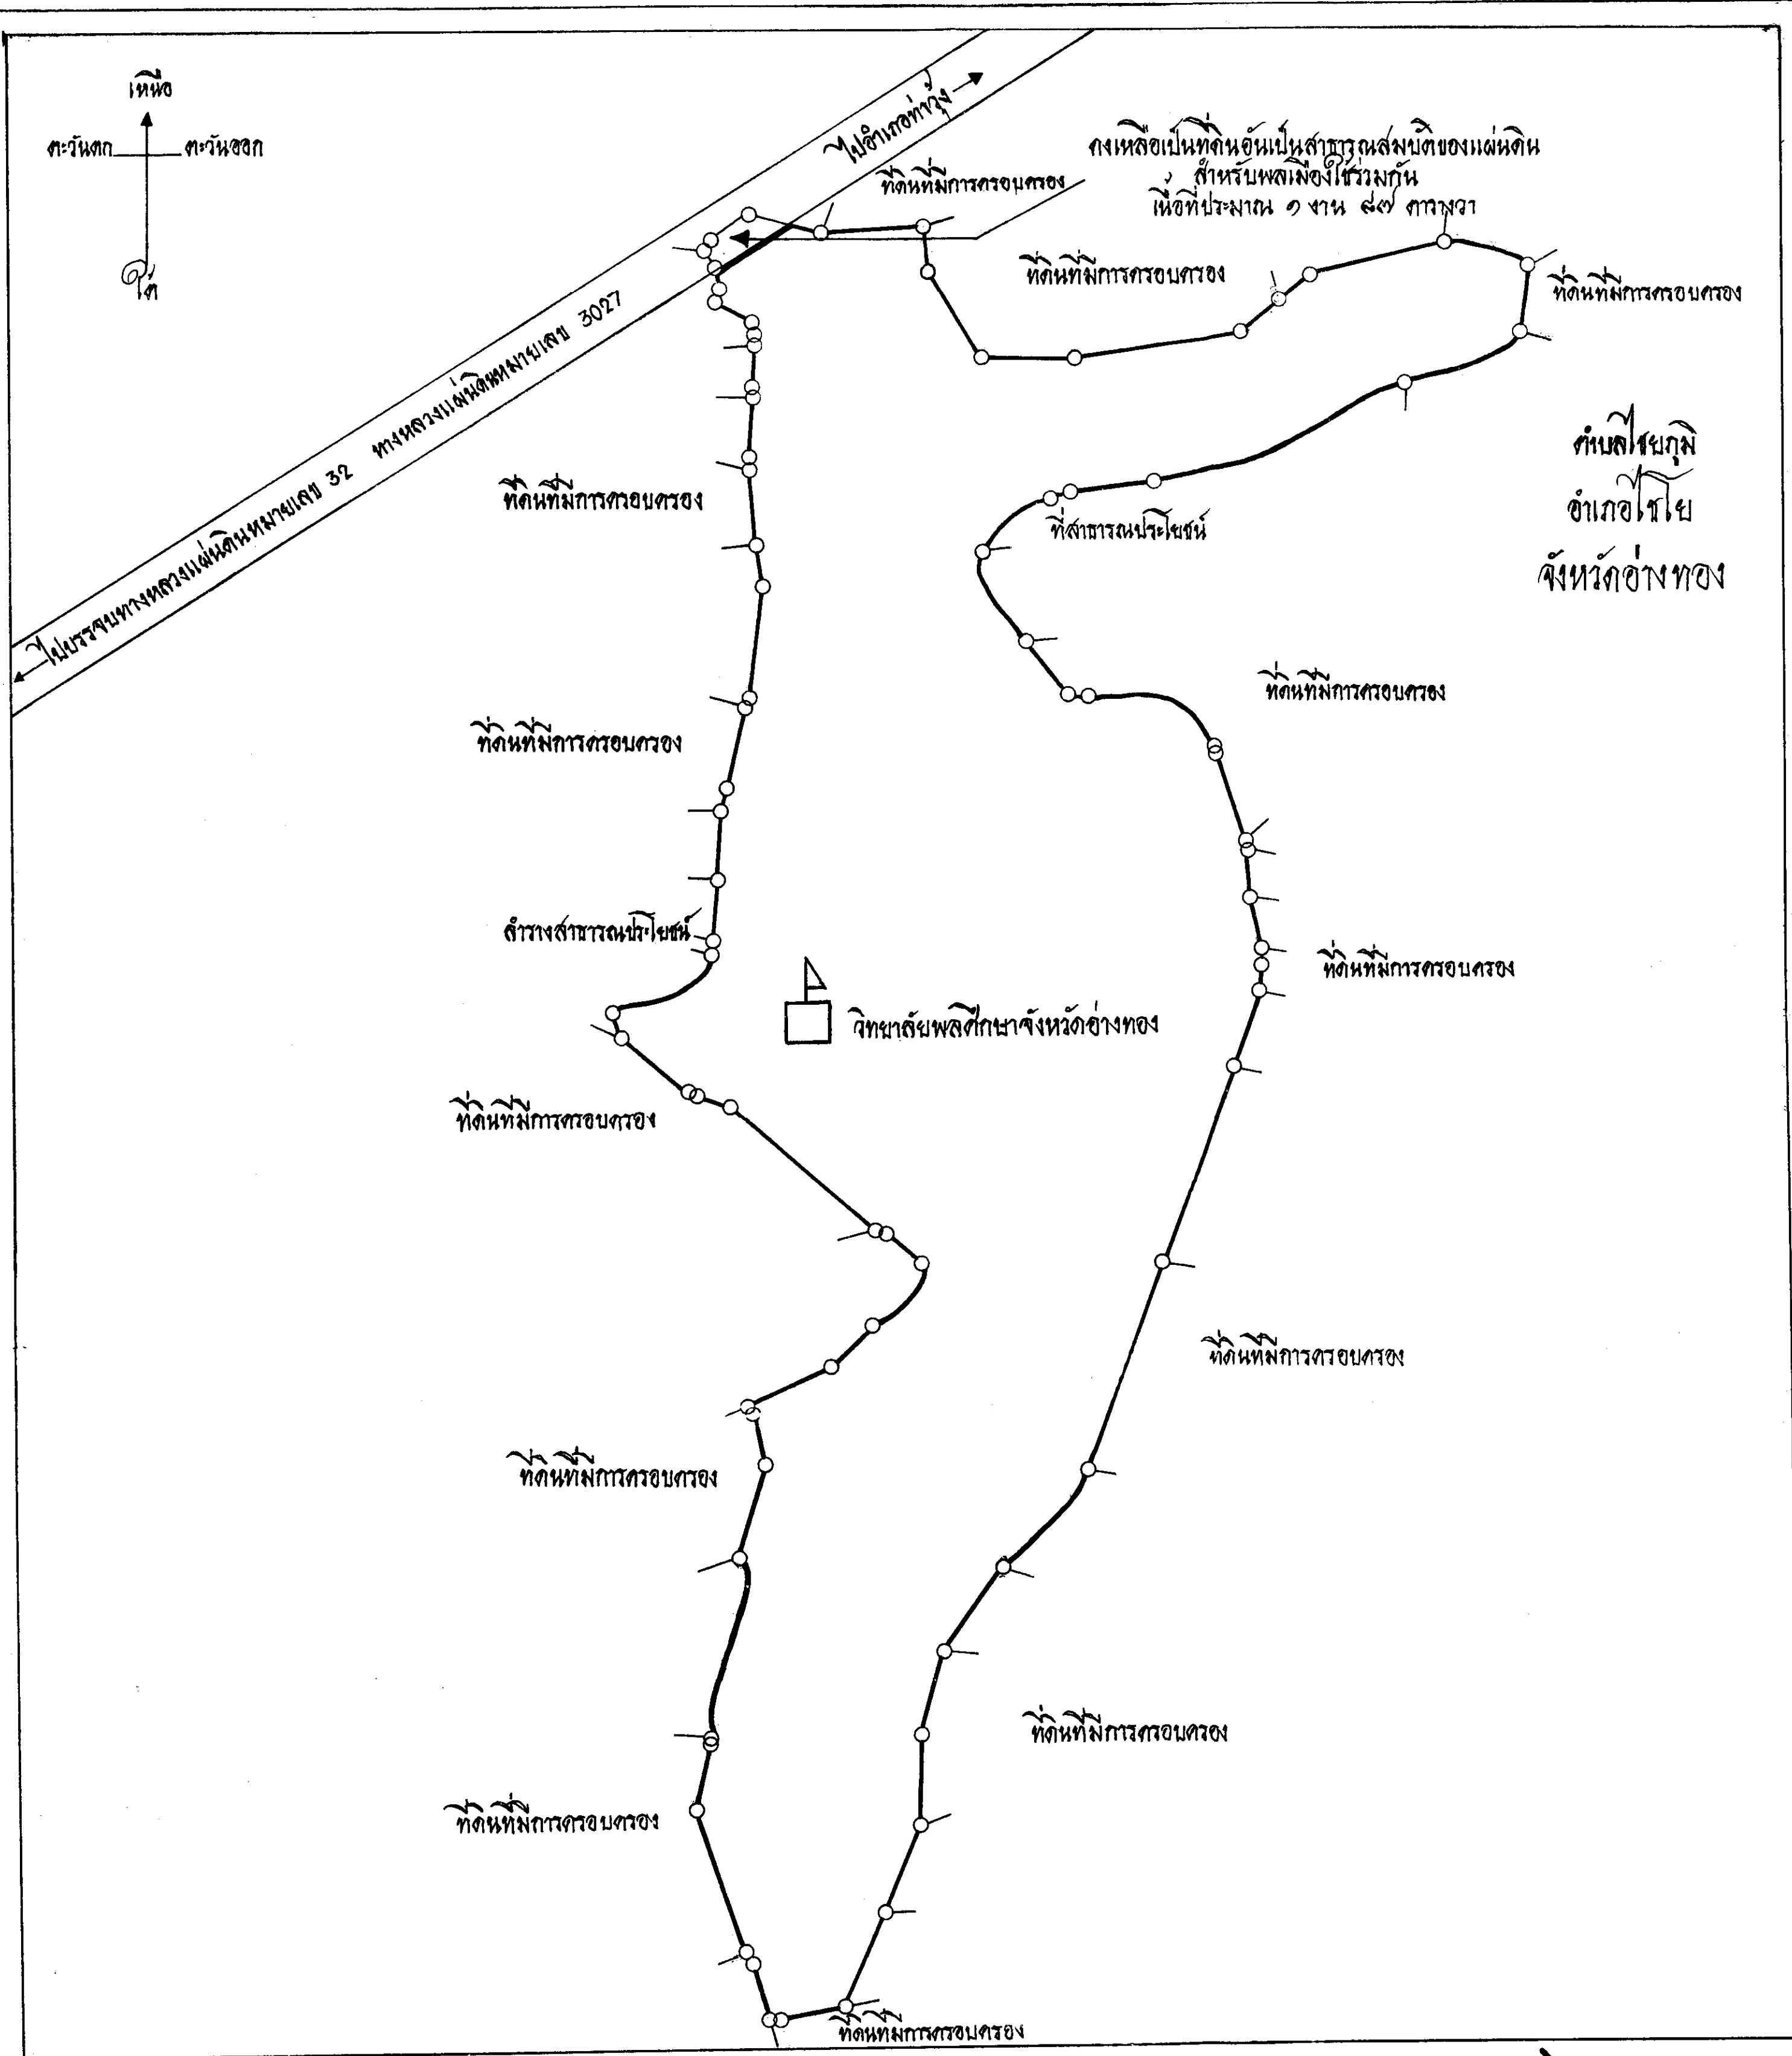 เหนือ
ตะวันตก ตะวันออก
ใต้
ไปอำเภอท่าวุ้ง
คงเหลือเป็นที่ดินอันเป็นสาธารณสมบัติของแผ่นดิน
สำหรับพลเมืองใช้ร่วมกัน
เนื้อที่ประมาณ ๑ งาน ๘๗ ตารางวา
ที่ดินที่มีการครอบครอง
ที่ดินที่มีการครอบครอง
ที่ดินที่มีการครอบครอง
ไปบรรจบทางหลวงแผ่นดินหมายเลข 32 ทางหลวงแผ่นดินหมายเลข 3027
ตำบลไชยภูมิ
อำเภอไชโย
จังหวัดอ่างทอง
ที่ดินที่มีการครอบครอง
ที่สาธารณประโยชน์
ที่ดินที่มีการครอบครอง
ที่ดินที่มีการครอบครอง
ลำรางสาธารณประโยชน์
ที่ดินที่มีการครอบครอง
วิทยาลัยพลศึกษาจังหวัดอ่างทอง
ที่ดินที่มีการครอบครอง
ที่ดินที่มีการครอบครอง
ที่ดินที่มีการครอบครอง
ที่ดินที่มีการครอบครอง
ที่ดินที่มีการครอบครอง
ที่ดินที่มีการครอบครอง